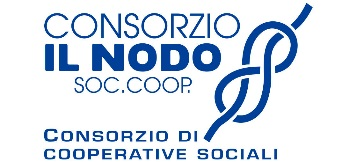 CONSORZIO
IL NODO
SOC.COOP.
CONSORZIO DI
COOPERATIVE SOCIALI